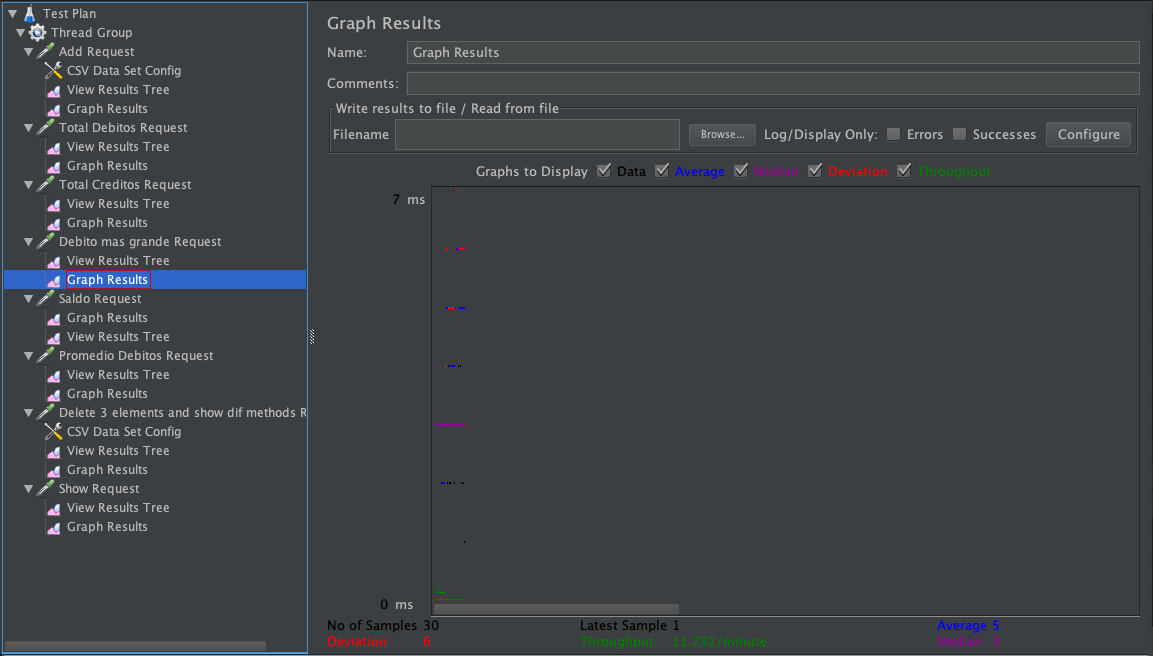 Test Plan
Thread Group
Add Request
CSV Data Set Config
View Results Tree
Graph Results
Total Debitos Request
View Results Tree
Graph Results
Total Creditos Request
View Results Tree
Graph Results
Debito mas grande Request
View Results Tree
Graph Results
Saldo Request
Graph Results
View Results Tree
Promedio Debitos Request
View Results Tree
Graph Results
Delete 3 elements and show dif methods R
CSV Data Set Config
View Results Tree
Graph Results
Show Request
View Results Tree
Graph Results
Graph Results
Name: Graph Results
Comments:
Write results to file / Read from file
Filename Browse... Log/Display Only: Errors Successes Configure
Graphs to Display Data Average Median Deviation Throughput
7 ms
0 ms
No of Samples 30 Latest Sample 1 Average 5
Deviation 6 Throughput 11.732/minute Median